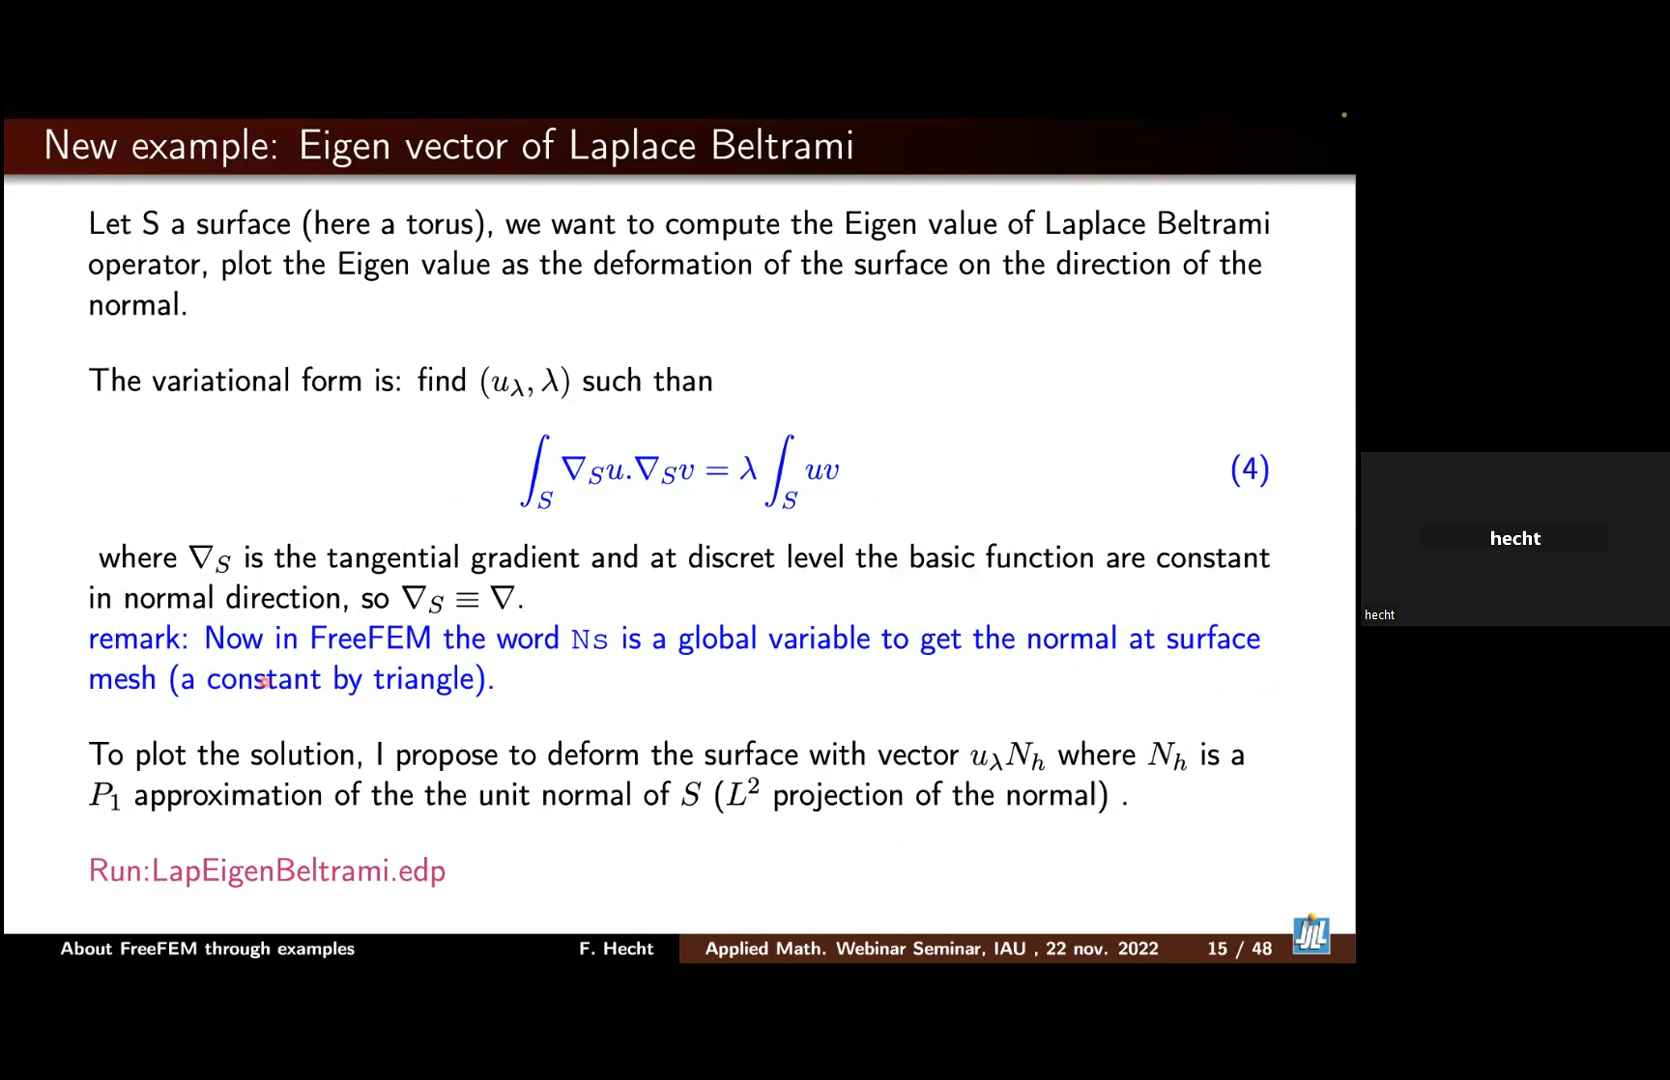 New example: Eigen vector of Laplace Beltrami
Let S a surface (here a torus), we want to compute the Eigen value of Laplace Beltrami
operator, plot the Eigen value as the deformation of the surface on the direction of the
normal.
The variational form is: find (u_λ, λ) such than
∫_S ∇_S u.∇_S v = λ ∫_S uv (4)
where ∇_S is the tangential gradient and at discret level the basic function are constant
in normal direction, so ∇_S ≡ ∇.
remark: Now in FreeFEM the word Ns is a global variable to get the normal at surface
mesh (a constant by triangle).
To plot the solution, I propose to deform the surface with vector u_λ N_h where N_h is a
P_1 approximation of the the unit normal of S (L^2 projection of the normal) .
Run:LapEigenBeltrami.edp
About FreeFEM through examples F. Hecht Applied Math. Webinar Seminar, IAU , 22 nov. 2022 15 / 48
JLL
hecht
hecht